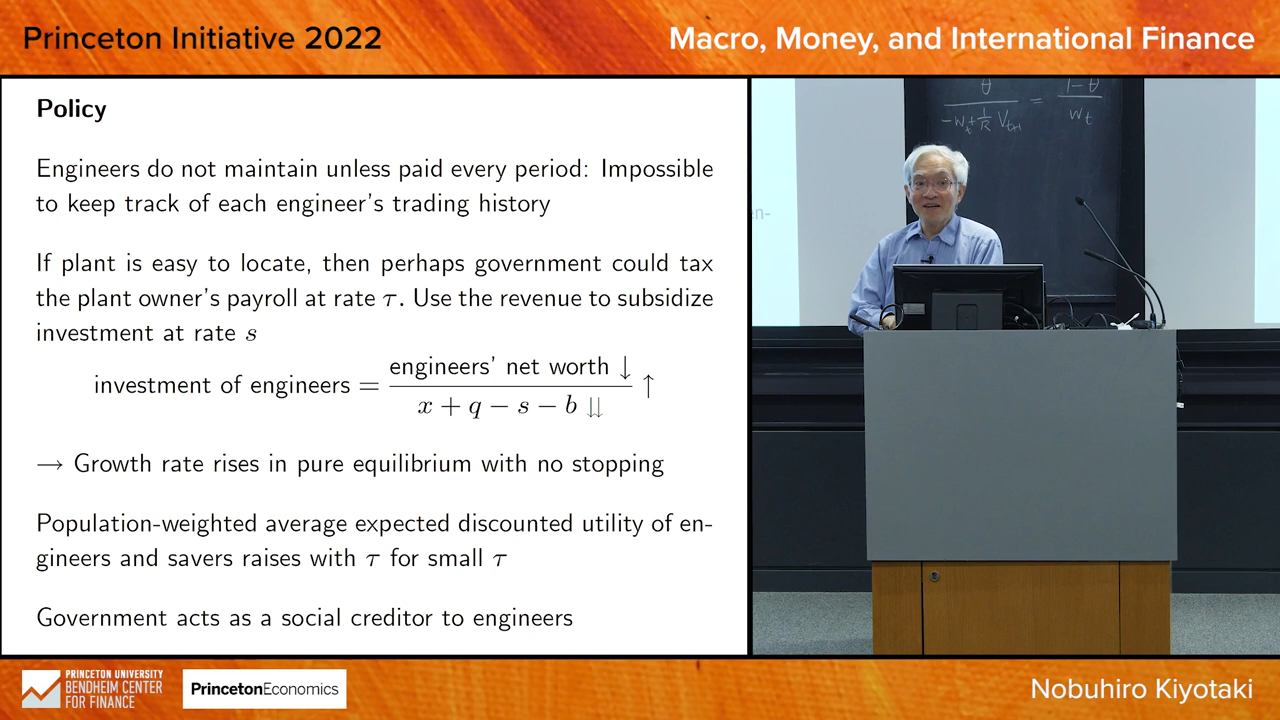 Princeton Initiative 2022
Macro, Money, and International Finance
Policy
Engineers do not maintain unless paid every period: Impossible
to keep track of each engineer's trading history
If plant is easy to locate, then perhaps government could tax
the plant owner's payroll at rate τ. Use the revenue to subsidize
investment at rate s
investment of engineers = engineers' net worth ↓ / x + q − s − b ↓↓ ↑
→ Growth rate rises in pure equilibrium with no stopping
Population-weighted average expected discounted utility of en-
gineers and savers raises with τ for small τ
Government acts as a social creditor to engineers
θ / −w_t + 1/R V_t+1 = 1−θ / w_t
en-
PRINCETON UNIVERSITY
BENDHEIM CENTER
FOR FINANCE
PrincetonEconomics
Nobuhiro Kiyotaki